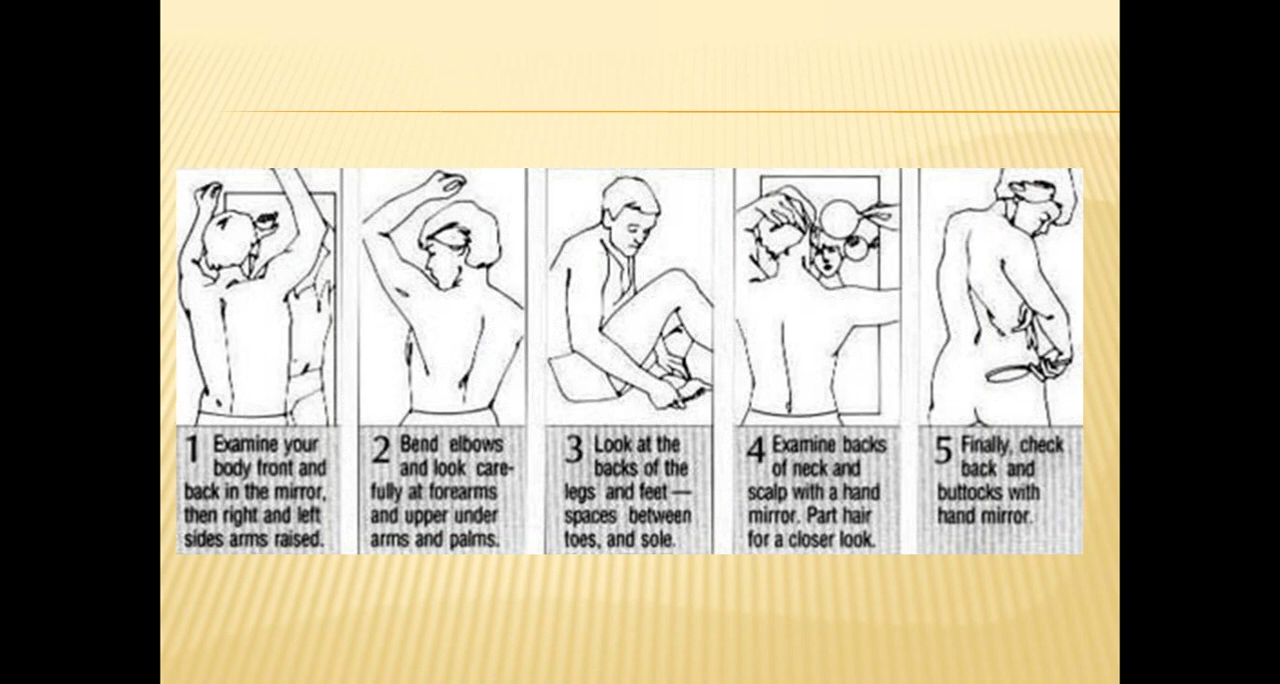 1 Examine your
body front and
back in the mirror,
then right and left
sides arms raised.
2 Bend elbows
and look care-
fully at forearms
and upper under
arms and palms.
3 Look at the
backs of the
legs and feet —
spaces between
toes, and sole.
4 Examine backs
of neck and
scalp with a hand
mirror. Part hair
for a closer look.
5 Finally, check
back and
buttocks with
hand mirror.